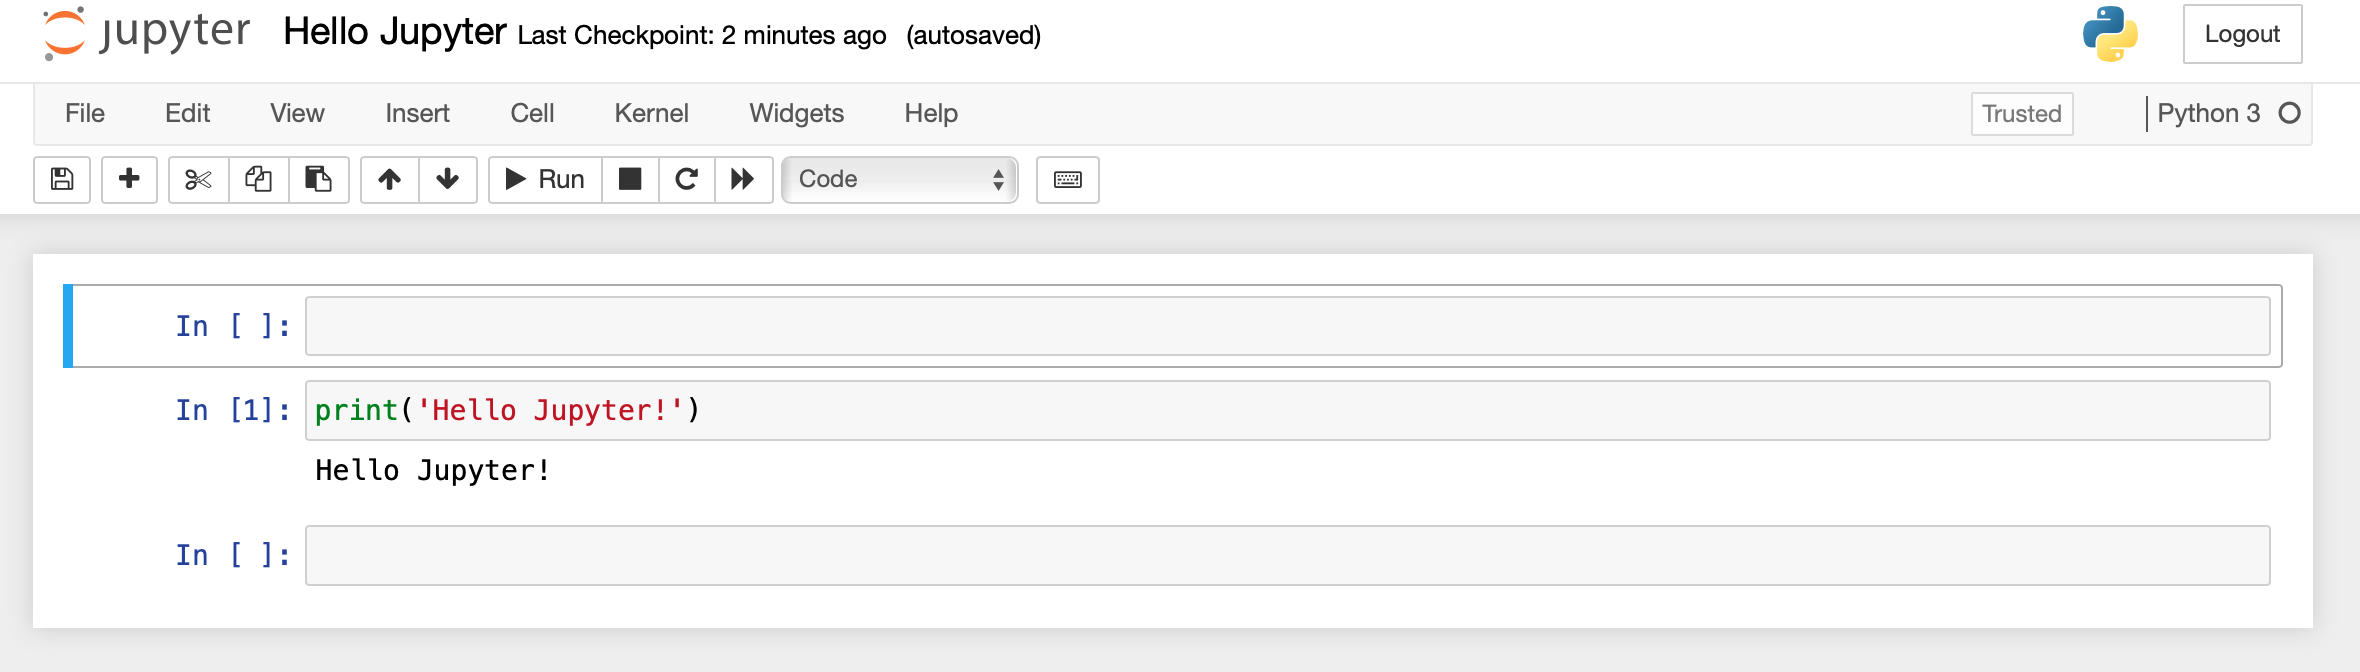 jupyter Hello Jupyter Last Checkpoint: 2 minutes ago (autosaved) Logout
File Edit View Insert Cell Kernel Widgets Help Trusted Python 3
Run Code
In [ ]:
In [1]: print('Hello Jupyter!')
Hello Jupyter!
In [ ]: